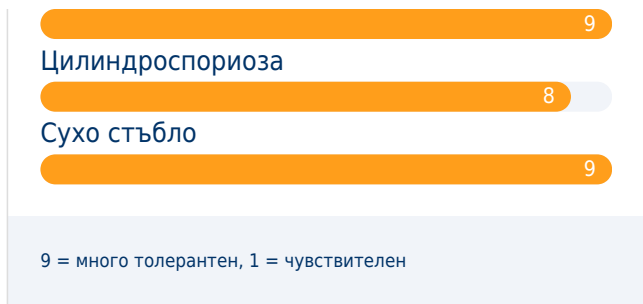 9
Цилиндроспориоза
8
Сухо стъбло
9
9 = много толерантен, 1 = чувствителен